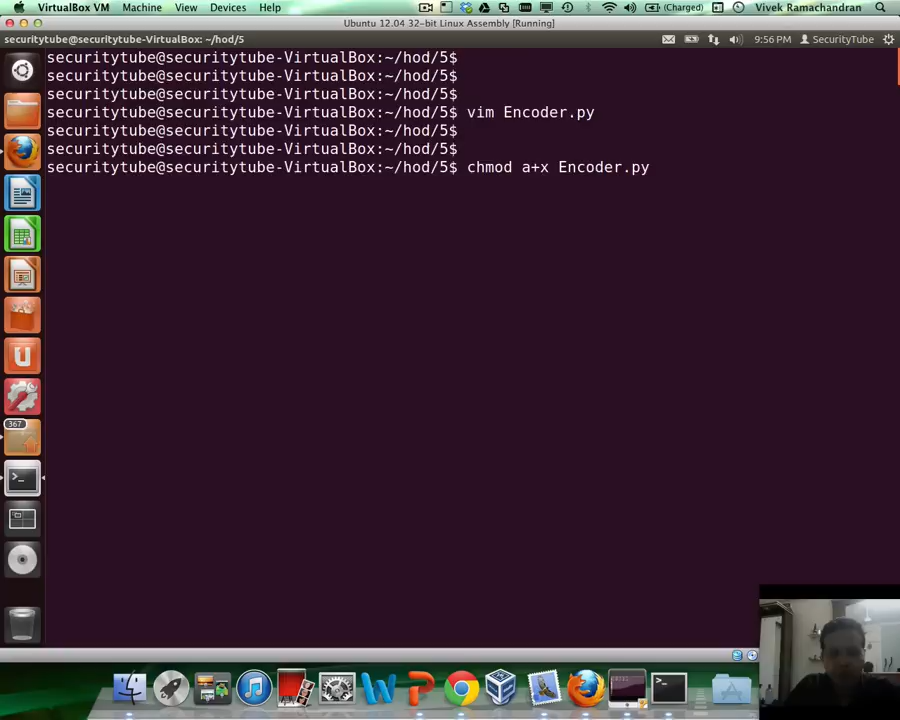 VirtualBox VM Machine View Devices Help (Charged) Vivek Ramachandran
Ubuntu 12.04 32-bit Linux Assembly [Running]
securitytube@securitytube-VirtualBox: ~/hod/5 9:56 PM SecurityTube
securitytube@securitytube-VirtualBox:~/hod/5$
securitytube@securitytube-VirtualBox:~/hod/5$
securitytube@securitytube-VirtualBox:~/hod/5$
securitytube@securitytube-VirtualBox:~/hod/5$ vim Encoder.py
securitytube@securitytube-VirtualBox:~/hod/5$
securitytube@securitytube-VirtualBox:~/hod/5$
securitytube@securitytube-VirtualBox:~/hod/5$ chmod a+x Encoder.py
367